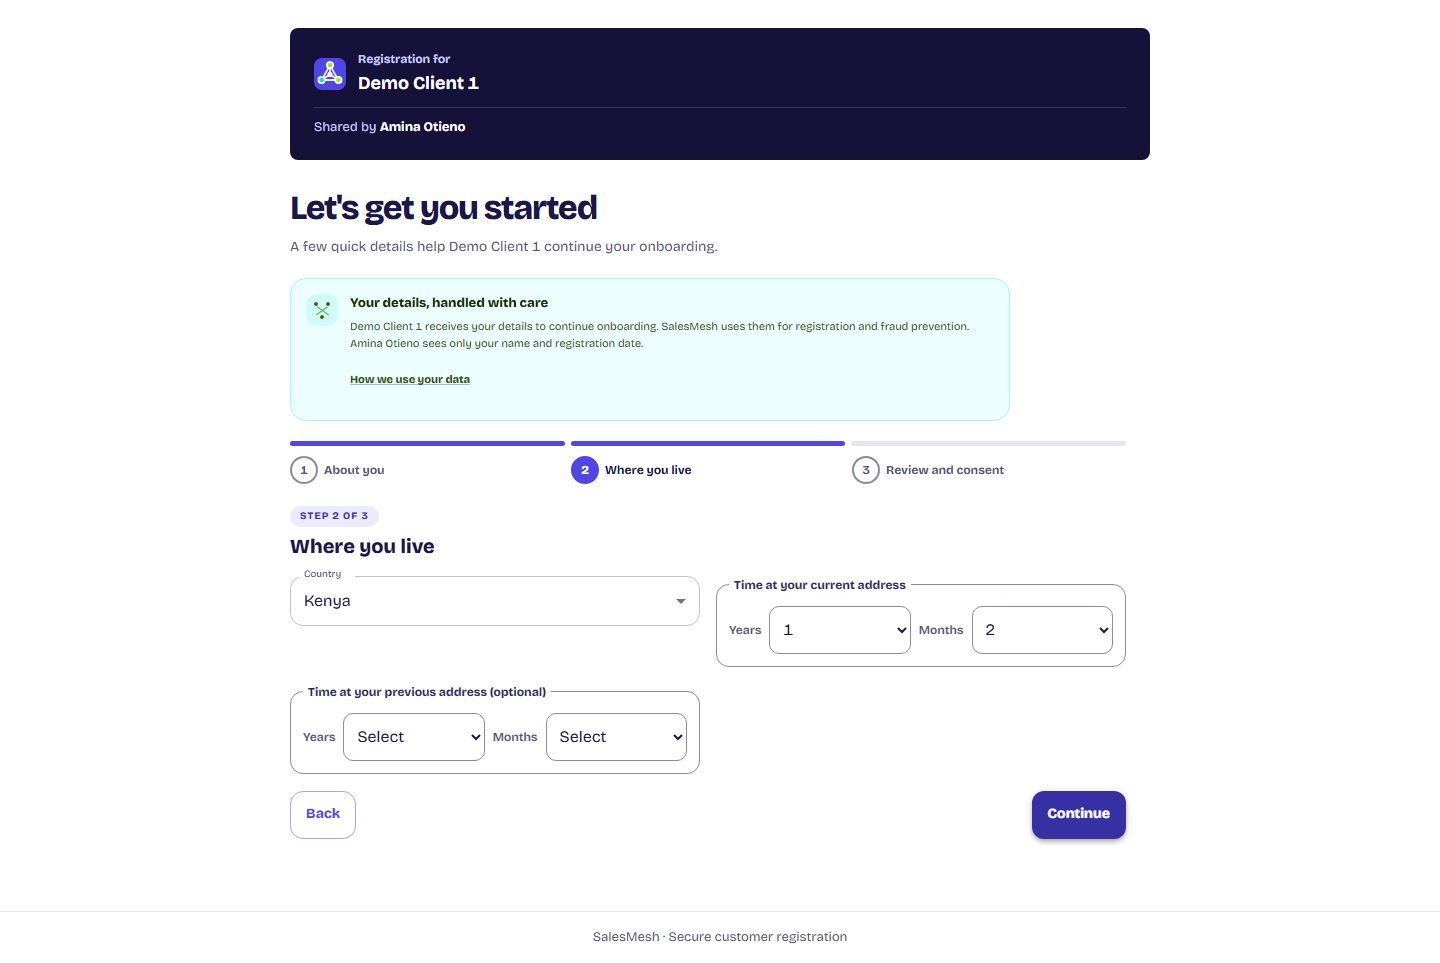 Registration for
Demo Client 1
Shared by Amina Otieno
Let's get you started
A few quick details help Demo Client 1 continue your onboarding.
Your details, handled with care
Demo Client 1 receives your details to continue onboarding. SalesMesh uses them for registration and fraud prevention.
Amina Otieno sees only your name and registration date.
How we use your data
1 About you
2 Where you live
3 Review and consent
STEP 2 OF 3
Where you live
Country
Kenya
Time at your current address
Years 1 Months 2
Time at your previous address (optional)
Years Select Months Select
Back
Continue
SalesMesh · Secure customer registration